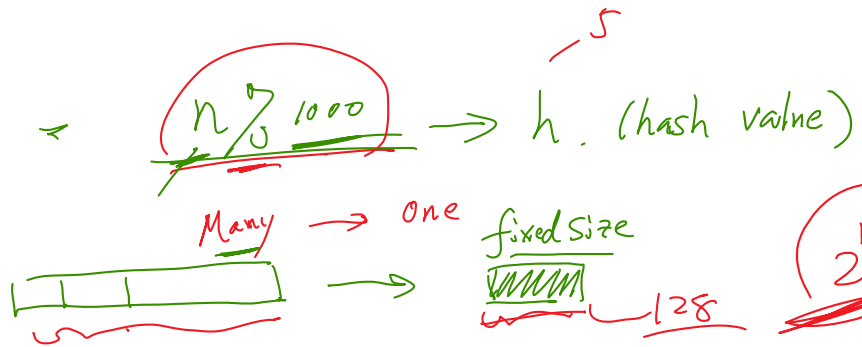 5
n % 1000 → h. (hash value)
Many → one
fixed size
128
2